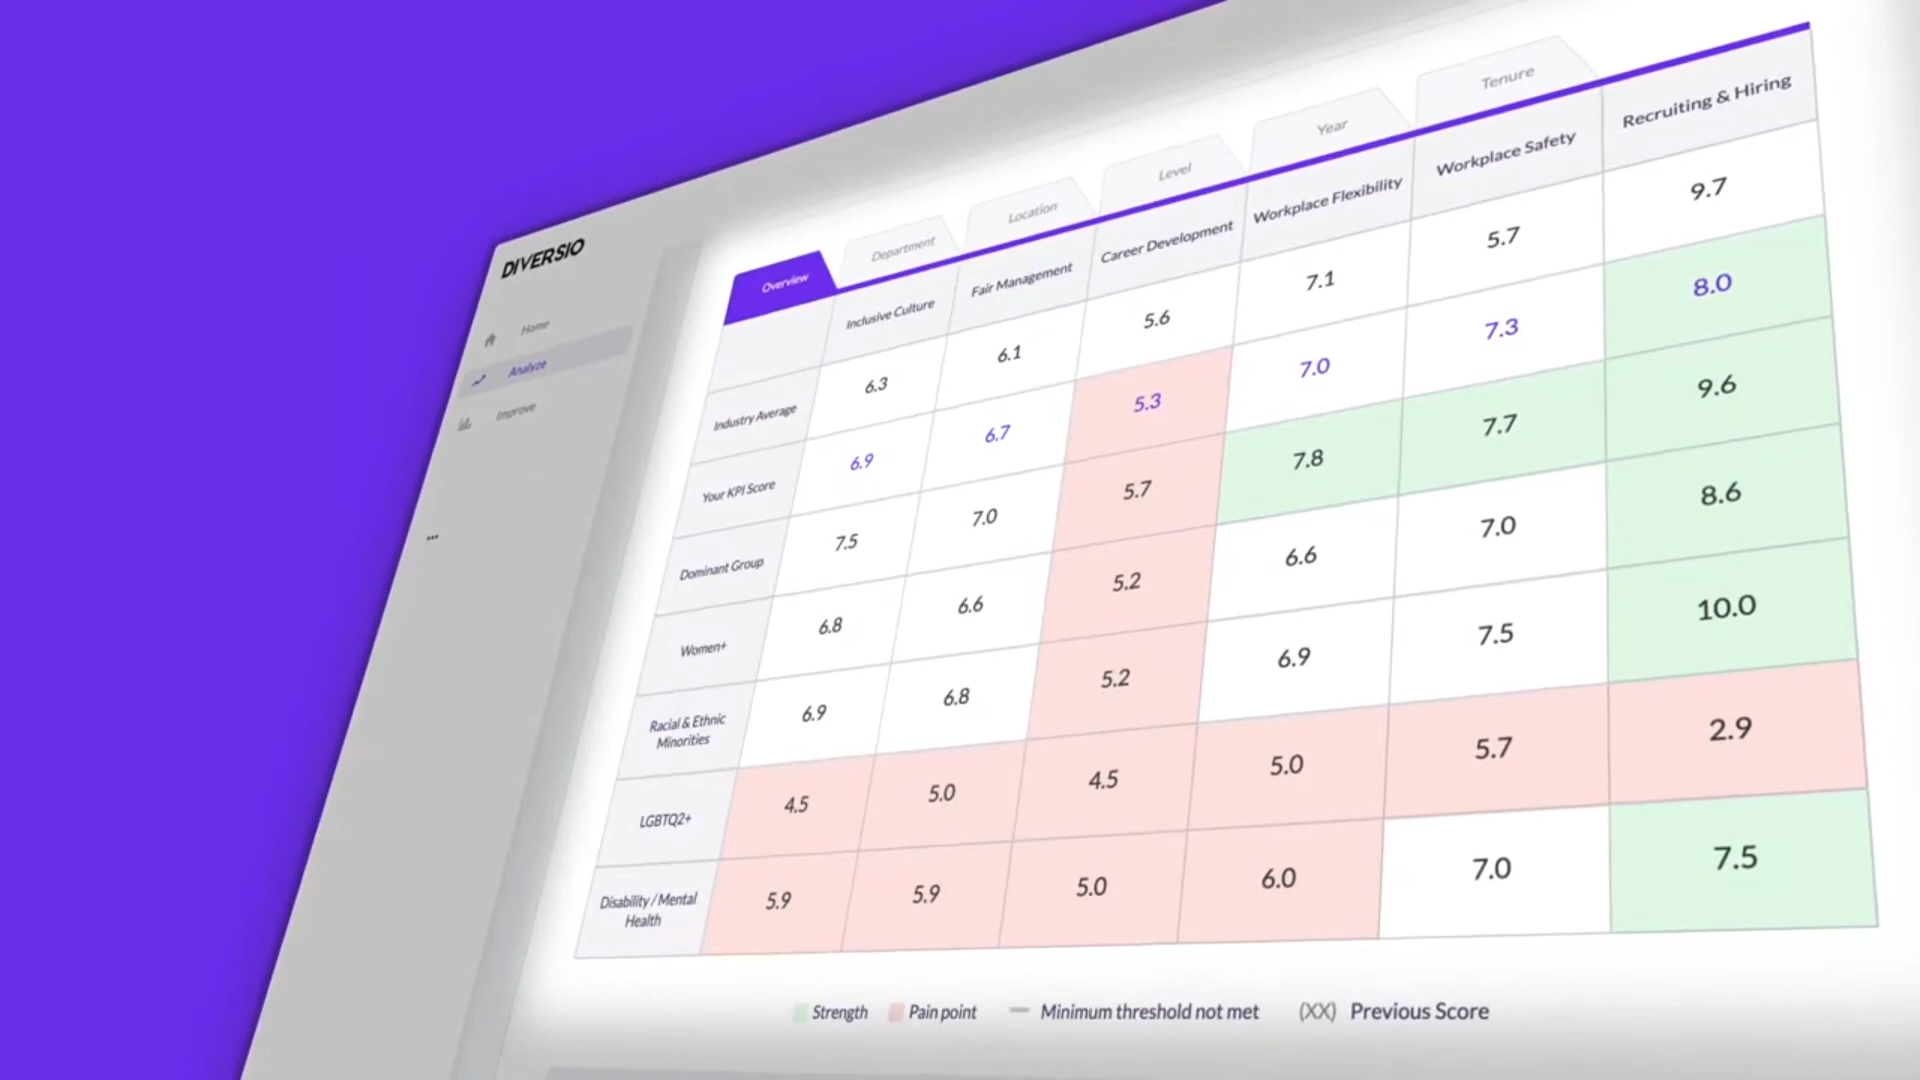 DIVERSIO
Home
Analyze
Improve
...
Overview
Department
Location
Level
Year
Tenure
Inclusive Culture
Fair Management
Career Development
Workplace Flexibility
Workplace Safety
Recruiting & Hiring
Industry Average
6.3
6.1
5.6
7.1
5.7
9.7
Your KPI Score
6.9
6.7
5.3
7.0
7.3
8.0
Dominant Group
7.5
7.0
5.7
7.8
7.7
9.6
Women+
6.8
6.6
5.2
6.6
7.0
8.6
Racial & Ethnic
Minorities
6.9
6.8
5.2
6.9
7.5
10.0
LGBTQ2+
4.5
5.0
4.5
5.0
5.7
2.9
Disability / Mental
Health
5.9
5.9
5.0
6.0
7.0
7.5
Strength
Pain point
Minimum threshold not met
(XX) Previous Score